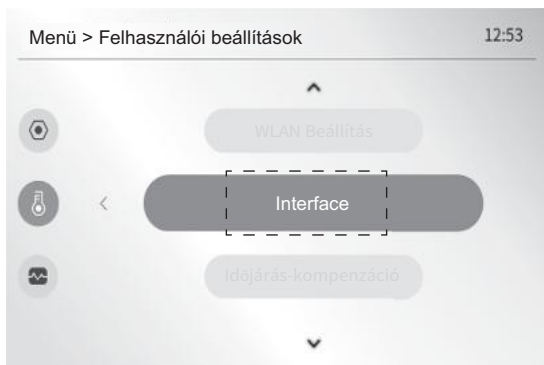 Menü > Felhasználói beállítások
12:53
WLAN Beállítás
Interface
Időjárás-kompenzáció